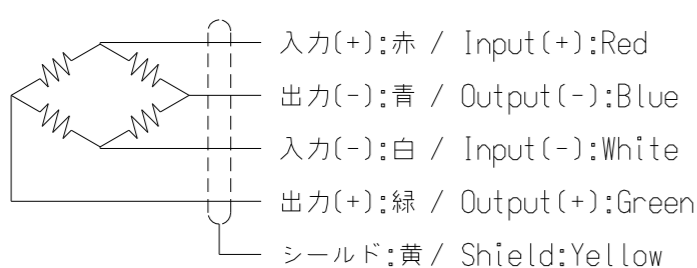 入力(+):赤 / Input(+):Red
出力(-):青 / Output(-):Blue
入力(-):白 / Input(-):White
出力(+):緑 / Output(+):Green
シールド:黄 / Shield:Yellow